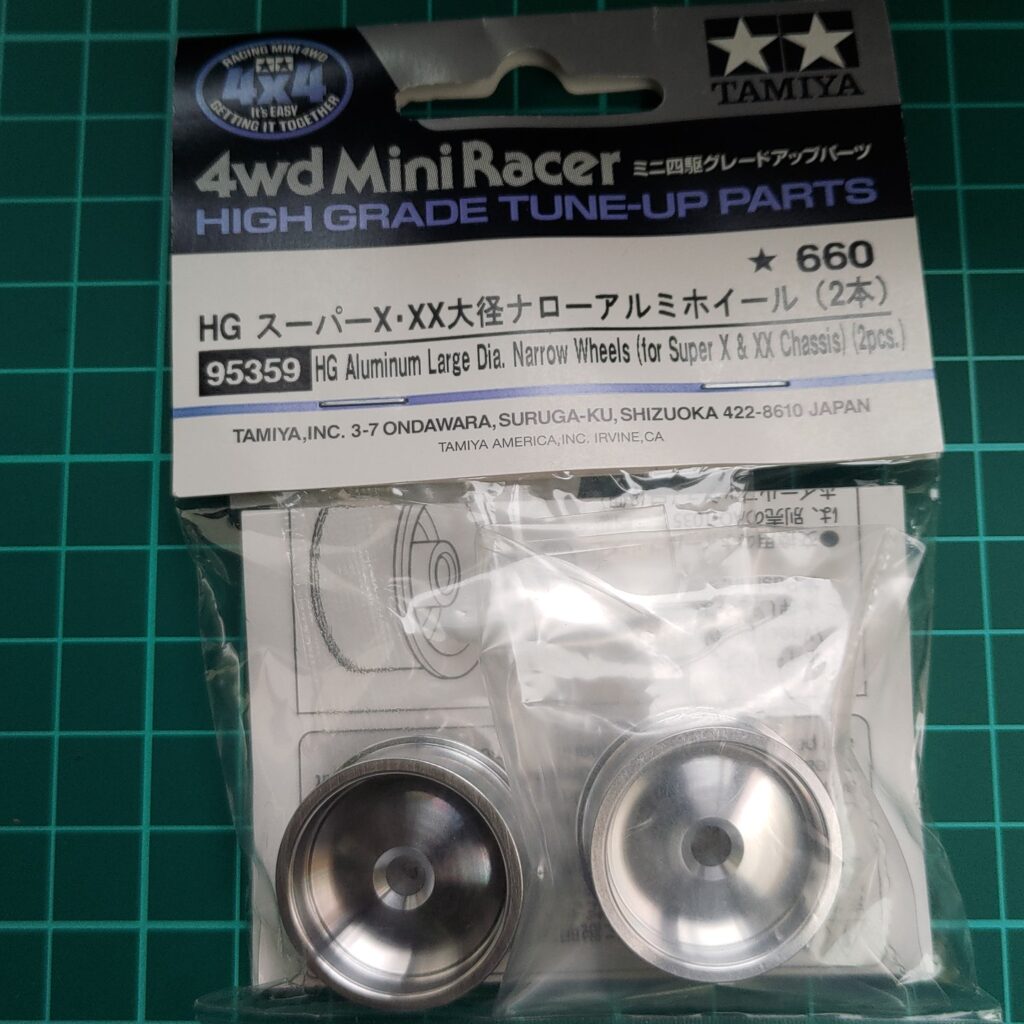 RACING MINI 4WD
4x4
It's EASY
GETTING IT TOGETHER
TAMIYA
4wd Mini Racer ミニ四駆グレードアップパーツ
HIGH GRADE TUNE-UP PARTS
★ 660
HG スーパーX・XX大径ナローアルミホイール（2本）
95359 HG Aluminum Large Dia. Narrow Wheels (for Super X & XX Chassis) (2pcs.)
TAMIYA,INC. 3-7 ONDAWARA, SURUGA-KU, SHIZUOKA 422-8610 JAPAN
TAMIYA AMERICA,INC. IRVINE,CA